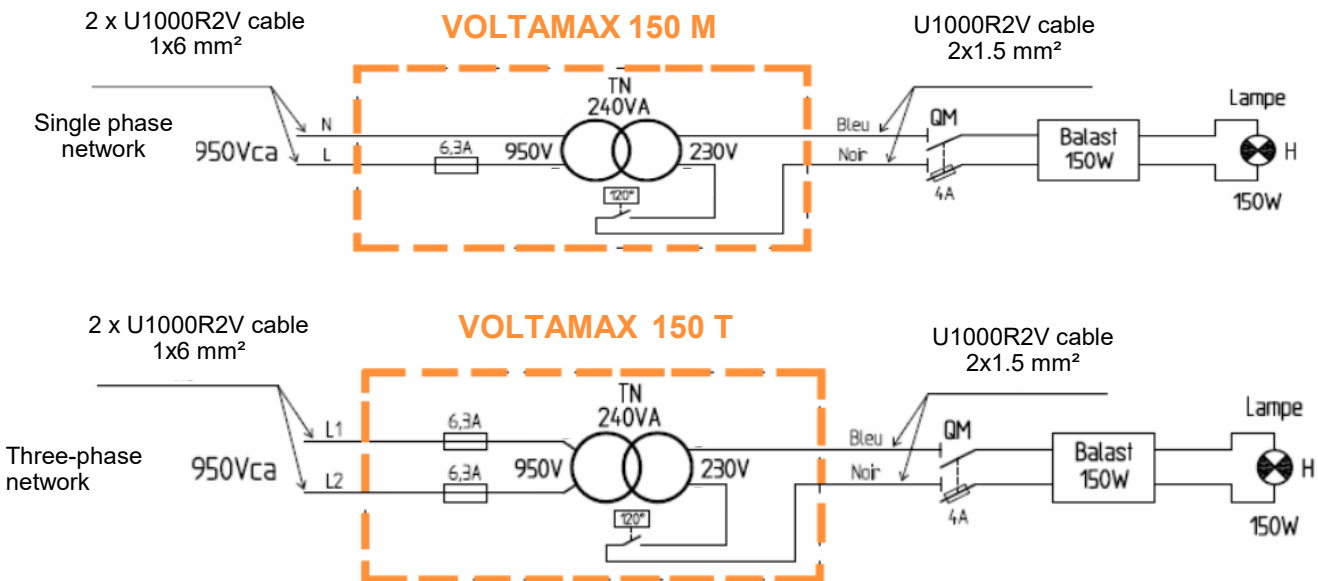 2 x U1000R2V cable
1x6 mm²
VOLTAMAX 150 M
U1000R2V cable
2x1.5 mm²
TN
240VA
Lampe
Single phase
network
950Vca
N
L
6,3A
950V
230V
120°
Bleu
Noir
QM
4A
Balast
150W
H
150W
2 x U1000R2V cable
1x6 mm²
VOLTAMAX 150 T
U1000R2V cable
2x1.5 mm²
TN
240VA
Lampe
Three-phase
network
950Vca
L1
L2
6,3A
6,3A
950V
230V
120°
Bleu
Noir
QM
4A
Balast
150W
H
150W